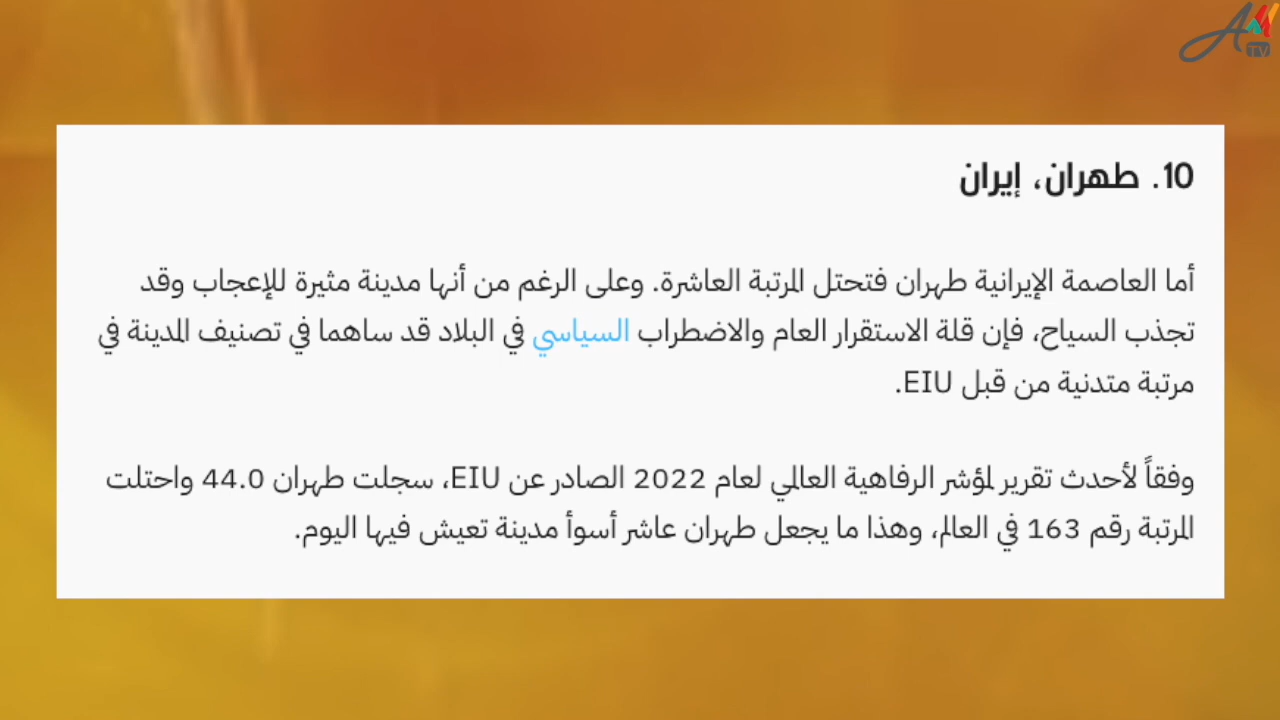 10. طهران، إيران
أما العاصمة الإيرانية طهران فتحتل المرتبة العاشرة. وعلى الرغم من أنها مدينة مثيرة للإعجاب وقد
تجذب السياح، فإن قلة الاستقرار العام والاضطراب السياسي في البلاد قد ساهما في تصنيف المدينة في
مرتبة متدنية من قبل EIU.
وفقاً لأحدث تقرير لمؤشر الرفاهية العالمي لعام 2022 الصادر عن EIU، سجلت طهران 44.0 واحتلت
المرتبة رقم 163 في العالم، وهذا ما يجعل طهران عاشر أسوأ مدينة تعيش فيها اليوم.
TV